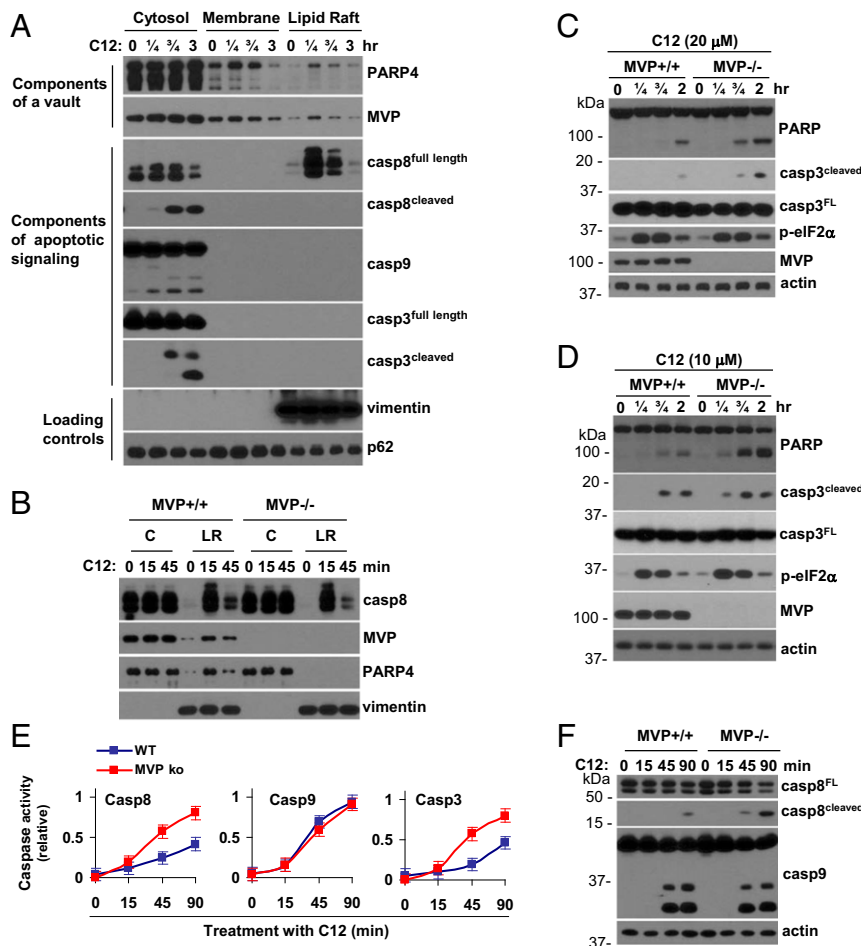 A
Cytosol Membrane Lipid Raft
C12: 0 ¼ ¾ 3 0 ¼ ¾ 3 0 ¼ ¾ 3 hr
Components of a vault
PARP4
MVP
Components of apoptotic signaling
casp8full length
casp8cleaved
casp9
casp3full length
casp3cleaved
Loading controls
vimentin
p62
B
MVP+/+ MVP-/-
C LR C LR
C12: 0 15 45 0 15 45 0 15 45 0 15 45 min
casp8
MVP
PARP4
vimentin
C
C12 (20 µM)
MVP+/+ MVP-/-
0 ¼ ¾ 2 0 ¼ ¾ 2 hr
kDa
PARP
100 -
20 -
casp3cleaved
37-
casp3FL
37-
p-eIF2α
100 - MVP
actin
37-
D
C12 (10 µM)
MVP+/+ MVP-/-
0 ¼ ¾ 2 0 ¼ ¾ 2 hr
kDa
100 - PARP
20 -
casp3cleaved
37-
casp3FL
37-
p-eIF2α
MVP
100 -
actin
37-
E
WT
MVP ko
Caspase activity (relative)
Casp8 Casp9 Casp3
1 1 1
0.5 0.5 0.5
0 0 0
0 15 45 90 0 15 45 90 0 15 45 90
Treatment with C12 (min)
F
MVP+/+ MVP-/-
C12: 0 15 45 90 0 15 45 90 min
kDa
casp8FL
50 -
casp8cleaved
15 -
37-
casp9
37-
actin